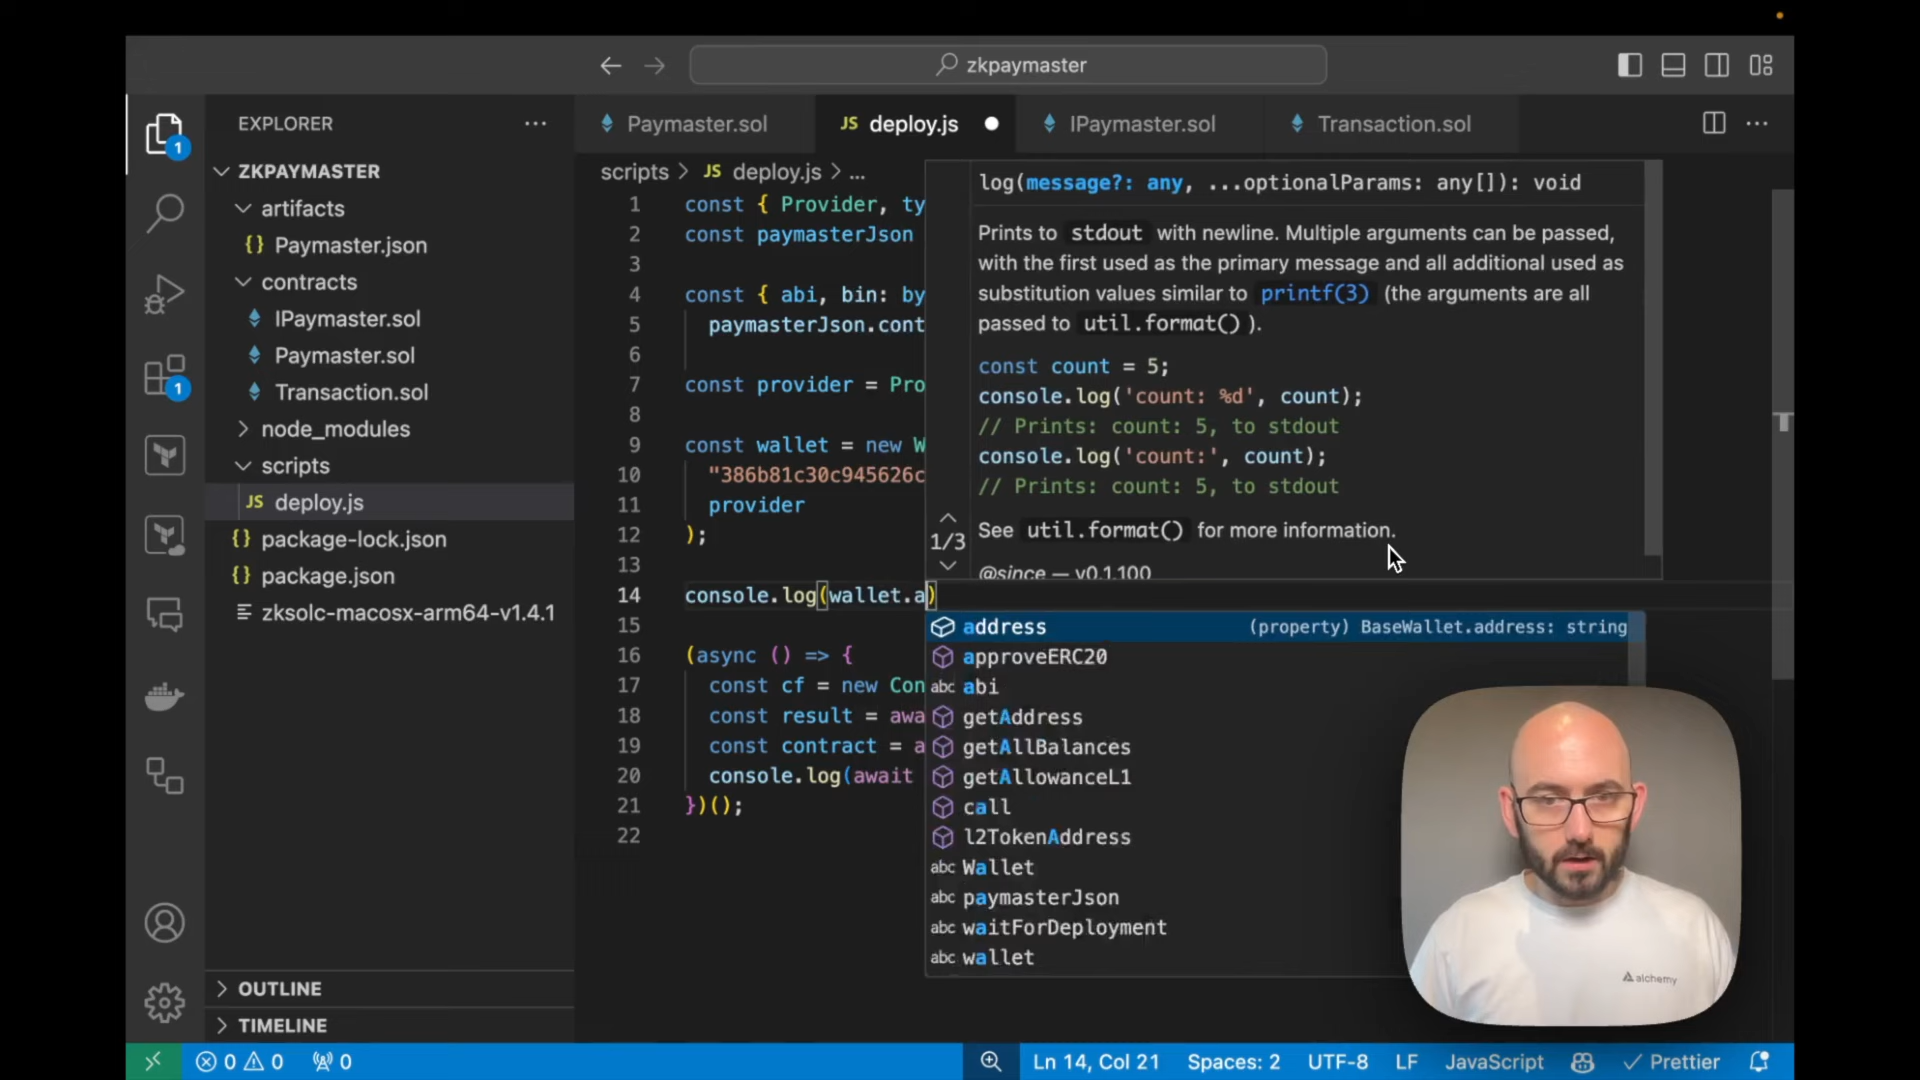 zkpaymaster
EXPLORER
ZKPAYMASTER
artifacts
{} Paymaster.json
contracts
IPaymaster.sol
Paymaster.sol
Transaction.sol
node_modules
scripts
JS deploy.js
{} package-lock.json
{} package.json
zksolc-macosx-arm64-v1.4.1
OUTLINE
TIMELINE
1
1
Paymaster.sol
JS deploy.js
IPaymaster.sol
Transaction.sol
scripts > JS deploy.js > ...
1 const { Provider, ty
2 const paymasterJson
3
4 const { abi, bin: by
5 paymasterJson.cont
6
7 const provider = Pro
8
9 const wallet = new W
10 "386b81c30c945626c
11 provider
12 );
13
14 console.log(wallet.a)
15
16 (async () => {
17 const cf = new Con
18 const result = awa
19 const contract = a
20 console.log(await
21 })();
22
log(message?: any, ...optionalParams: any[]): void
Prints to stdout with newline. Multiple arguments can be passed,
with the first used as the primary message and all additional used as
substitution values similar to printf(3) (the arguments are all
passed to util.format() ).
const count = 5;
console.log('count: %d', count);
// Prints: count: 5, to stdout
console.log('count:', count);
// Prints: count: 5, to stdout
See util.format() for more information.
@since — v0.1.100
1/3
address (property) BaseWallet.address: string
approveERC20
abc abi
getAddress
getAllBalances
getAllowanceL1
call
l2TokenAddress
abc Wallet
abc paymasterJson
abc waitForDeployment
abc wallet
alchemy
0 0 0
Ln 14, Col 21 Spaces: 2 UTF-8 LF JavaScript Prettier